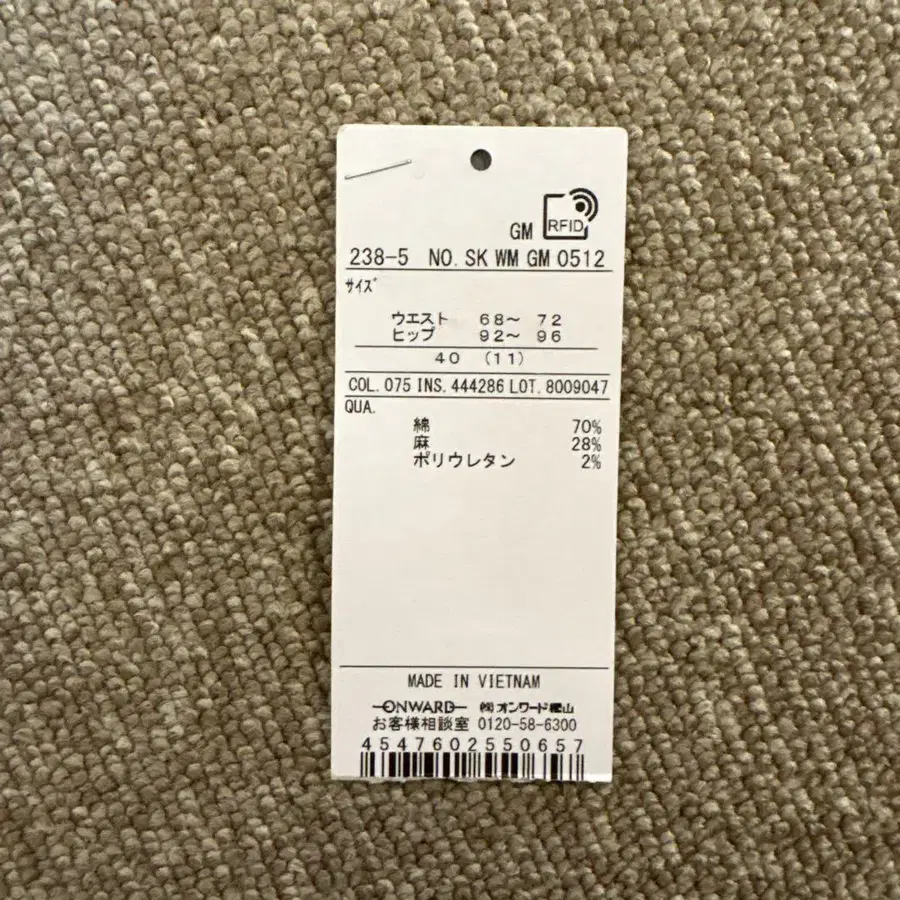 RFID
GM
238-5 NO. SK WM GM 0512
サイズ
ウエスト 68〜 72
ヒップ 92〜 96
40 (11)
COL. 075 INS. 444286 LOT. 8009047
QUA.
綿 70%
麻 28%
ポリウレタン 2%
MADE IN VIETNAM
ONWARD ㈱オンワード樫山
お客様相談室 0120-58-6300
4547602550657